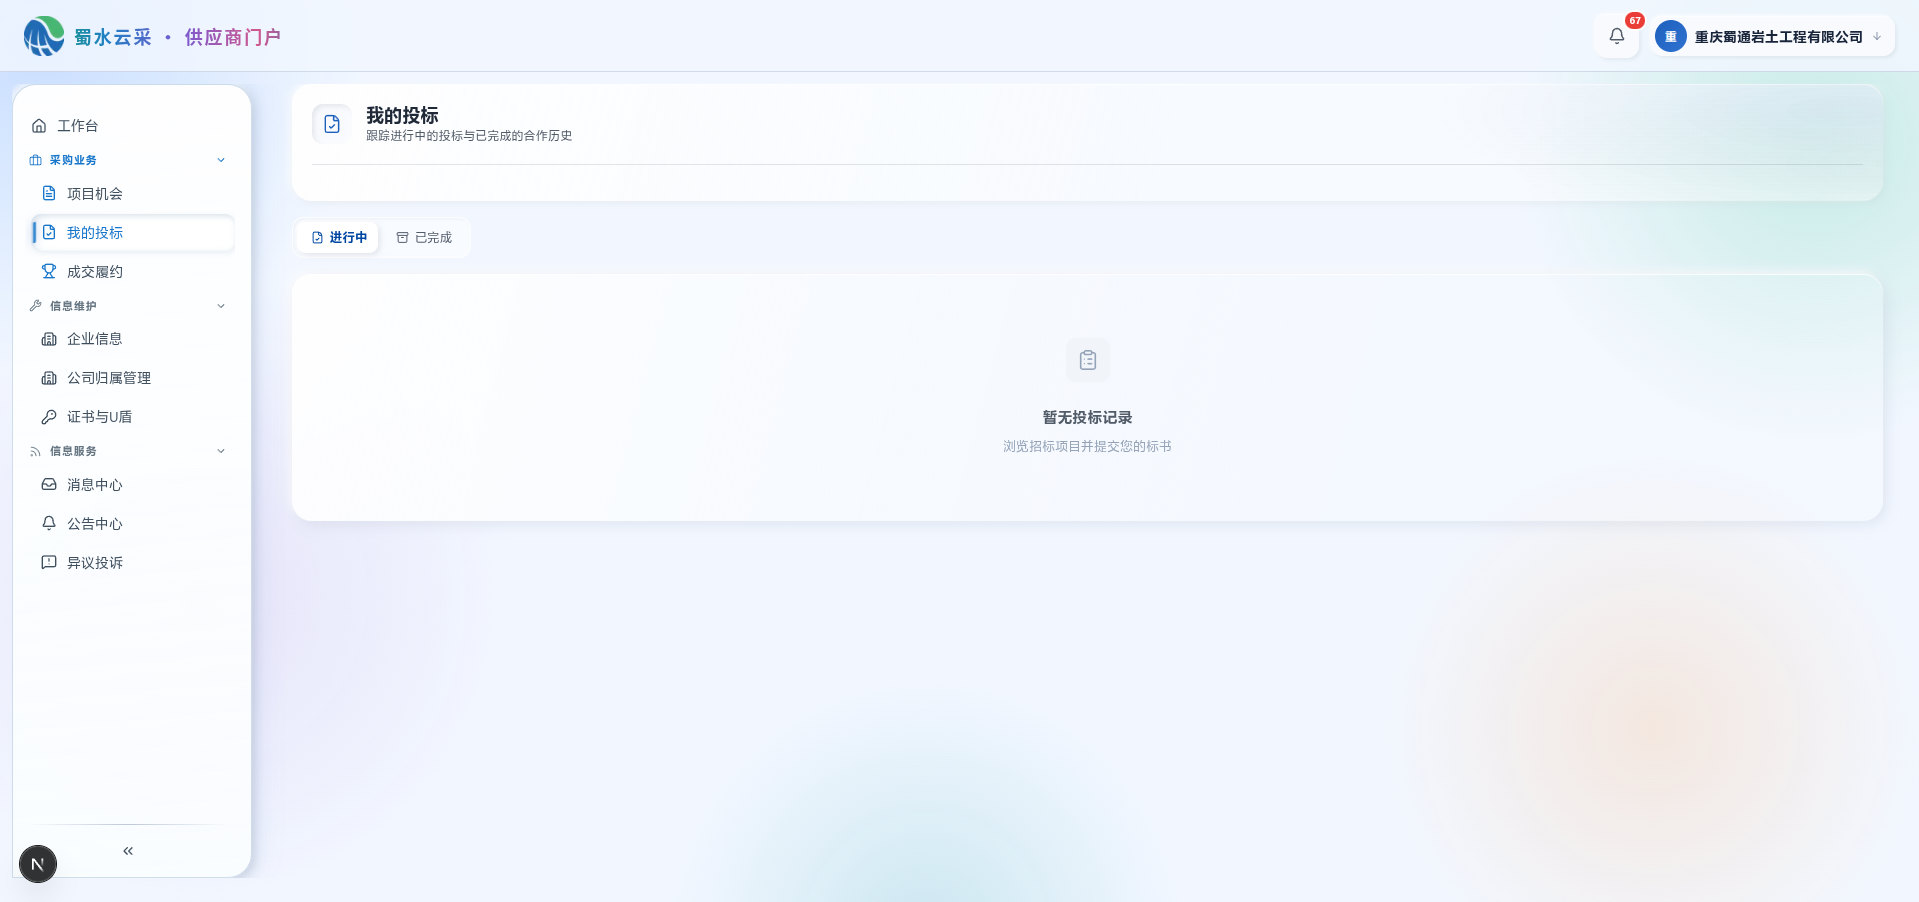 蜀水云采 · 供应商门户
67
重
重庆蜀通岩土工程有限公司
工作台
采购业务
项目机会
我的投标
成交履约
信息维护
企业信息
公司归属管理
证书与U盾
信息服务
消息中心
公告中心
异议投诉
N
我的投标
跟踪进行中的投标与已完成的合作历史
进行中
已完成
暂无投标记录
浏览招标项目并提交您的标书